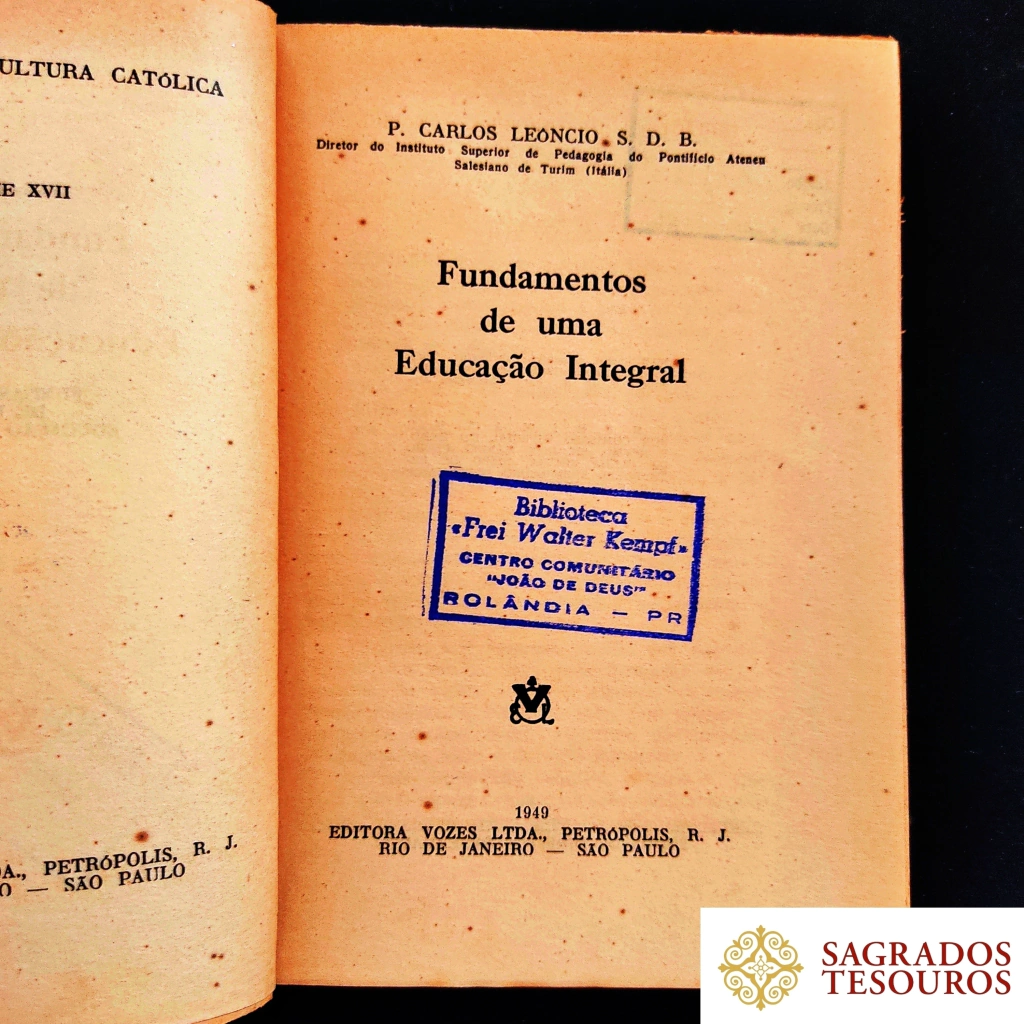 ULTURA CATÓLICA
E XVII
A., PETRÓPOLIS, R. J.
O — SÃO PAULO
P. CARLOS LEÔNCIO S. D. B.
Diretor do Instituto Superior de Pedagogia do Pontifício Ateneu
Salesiano de Turim (Itália)
Fundamentos
de uma
Educação Integral
Biblioteca
«Frei Walter Kempf»
CENTRO COMUNITÁRIO
"JOÃO DE DEUS"
ROLÂNDIA — PR
1949
EDITORA VOZES LTDA., PETRÓPOLIS, R. J.
RIO DE JANEIRO — SÃO PAULO
SAGRADOS
TESOUROS